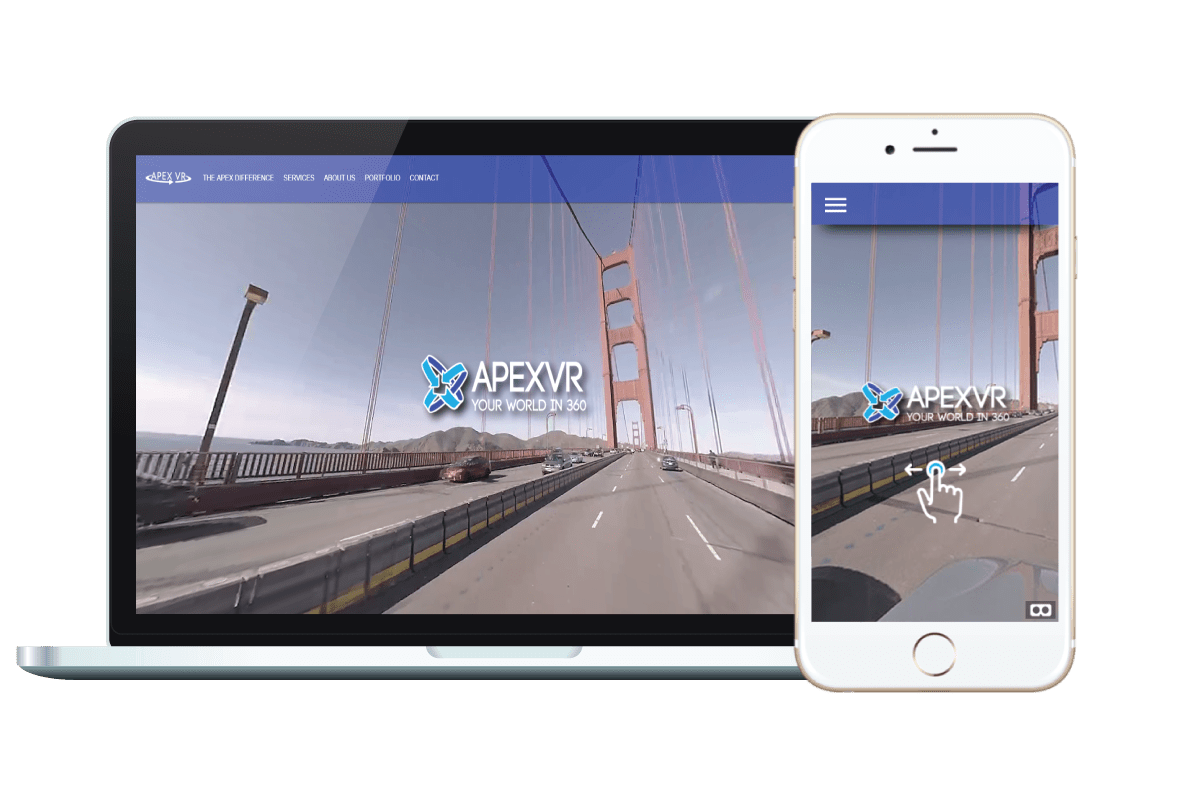 APEX VR THE APEX DIFFERENCE SERVICES ABOUT US PORTFOLIO CONTACT
APEXVR
YOUR WORLD IN 360
APEXVR
YOUR WORLD IN 360